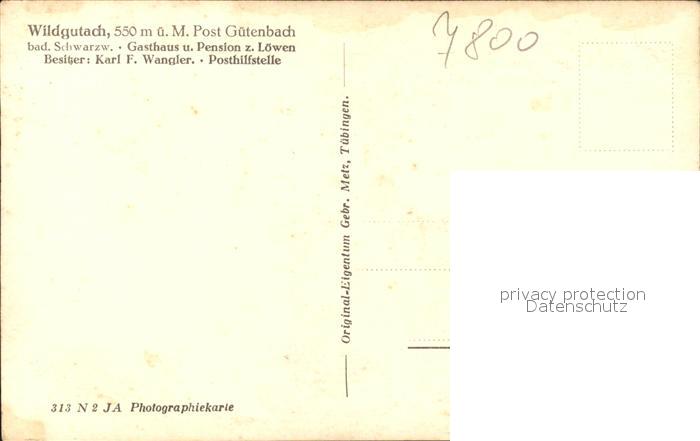 Wildgutach, 550 m ü. M. Post Gütenbach
bad. Schwarzw. · Gasthaus u. Pension z. Löwen
Besitzer: Karl F. Wangler. · Posthilfstelle
7800
Original-Eigentum Gebr. Metz, Tübingen.
privacy protection
Datenschutz
313 N 2 JA Photographiekarte